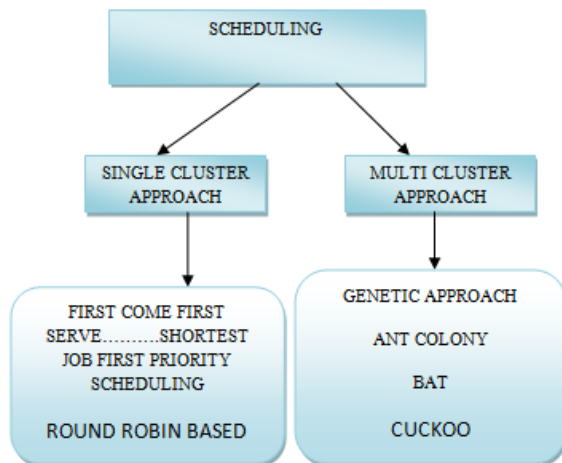 SCHEDULING
SINGLE CLUSTER
APPROACH
MULTI CLUSTER
APPROACH
FIRST COME FIRST
SERVE..........SHORTEST
JOB FIRST PRIORITY
SCHEDULING
ROUND ROBIN BASED
GENETIC APPROACH
ANT COLONY
BAT
CUCKOO